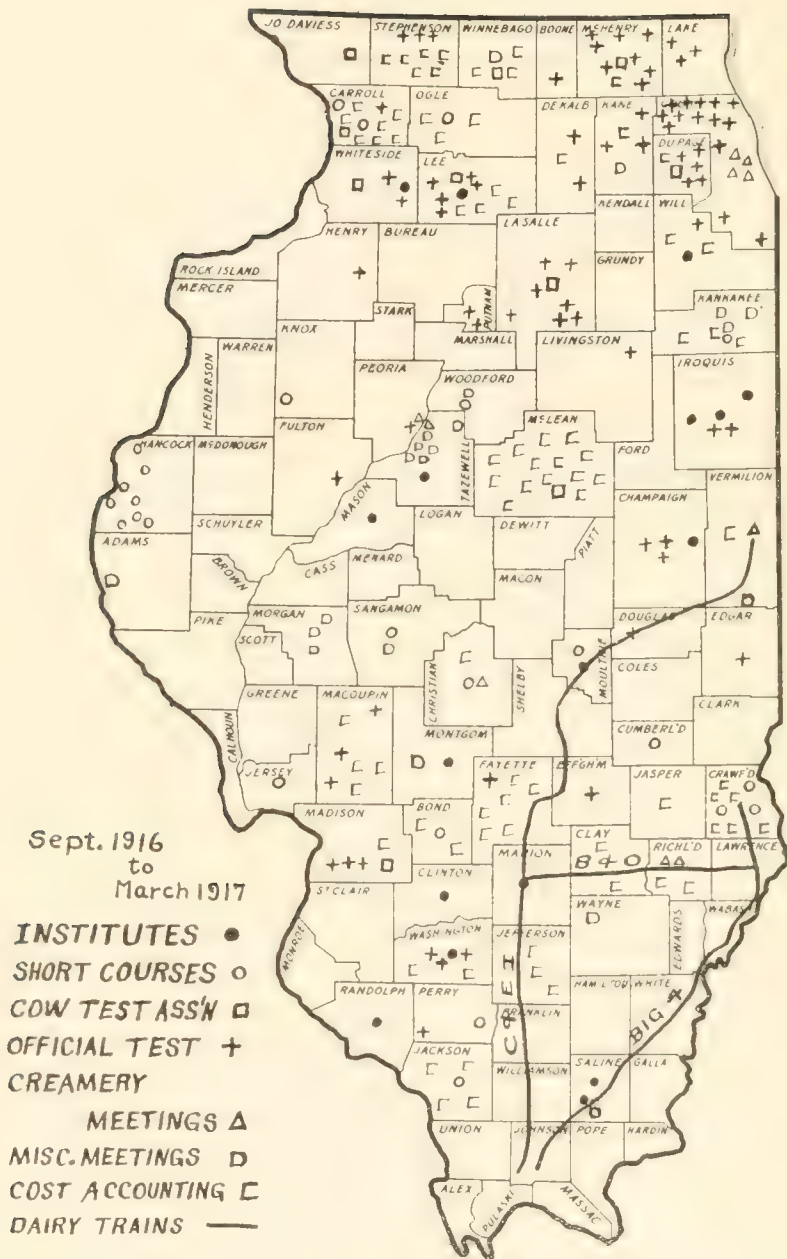 JO DAVIESS STEPHENSON WINNEBAGO BOONE McHENRY LAKE
CARROLL OGLE DE KALB KANE
DU PAGE
WHITESIDE LEE
KENDALL WILL
HENRY BUREAU LASALLE
GRUNDY
ROCK ISLAND
MERCER
PUTNAM
KANKAKEE
STARK
KNOX
WARREN
MARSHALL LIVINGSTON
HENDERSON
PEORIA
IROQUIS
WOODFORD
McLEAN
HANCOCK McDONOUGH
FULTON
FORD
TAZEWELL
VERMILION
MASON
CHAMPAIGN
LOGAN
SCHUYLER
DEWITT
PIATT
ADAMS
BROWN
CASS
MENARD
MACON
PIKE
MORGAN
SANGAMON
DOUGLAS
EDGAR
SCOTT
MOULTRIE
CHRISTIAN
SHELBY
COLES
GREENE
MACOUPIN
CLARK
CALHOUN
MONTGOM
CUMBERL'D
JERSEY
FAYETTE
EFFGHM
JASPER
CRAWF'D
MADISON
BOND
CLAY
Sept. 1916
to
March 1917
MARION
B & O
RICHL'D
LAWRENCE
CLINTON
ST CLAIR
WAYNE
WABASH
EDWARDS
INSTITUTES
MONROE
WASHINGTON
JEFFERSON
SHORT COURSES
HAMILTON
WHITE
COW TEST ASS'N
RANDOLPH
PERRY
C & EI
FRANKLIN
BIG 4
OFFICIAL TEST
JACKSON
CREAMERY
WILLIAMSON
SALINE
GALLA
MEETINGS
UNION
JOHNSON
POPE
HARDIN
MISC. MEETINGS
COST ACCOUNTING
ALEX
PULASKI
MASSAC
DAIRY TRAINS